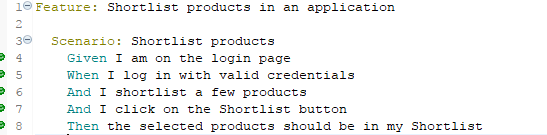 1 Feature: Shortlist products in an application
2
3 Scenario: Shortlist products
4 Given I am on the login page
5 When I log in with valid credentials
6 And I shortlist a few products
7 And I click on the Shortlist button
8 Then the selected products should be in my Shortlist